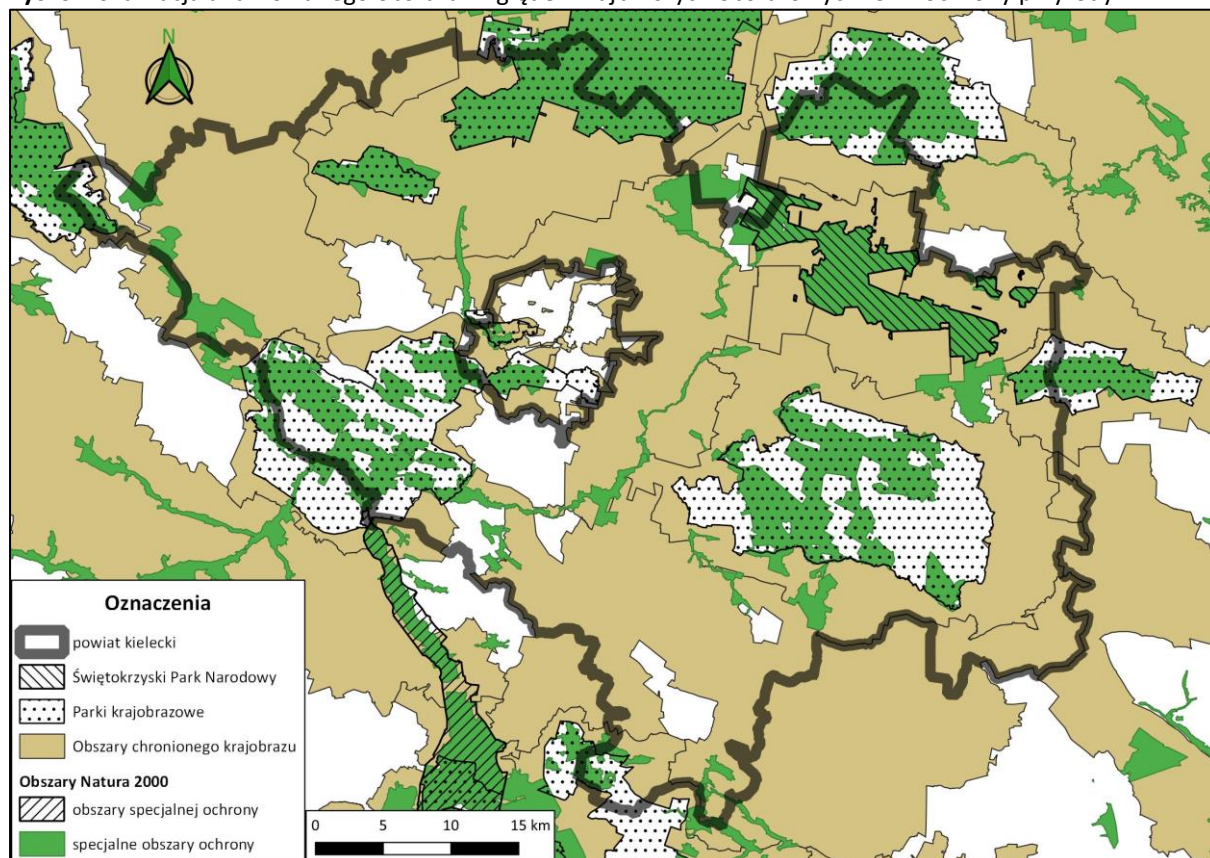 N
Oznaczenia
powiat kielecki
Świętokrzyski Park Narodowy
Parki krajobrazowe
Obszary chronionego krajobrazu
Obszary Natura 2000
obszary specjalnej ochrony
specjalne obszary ochrony
0 5 10 15 km